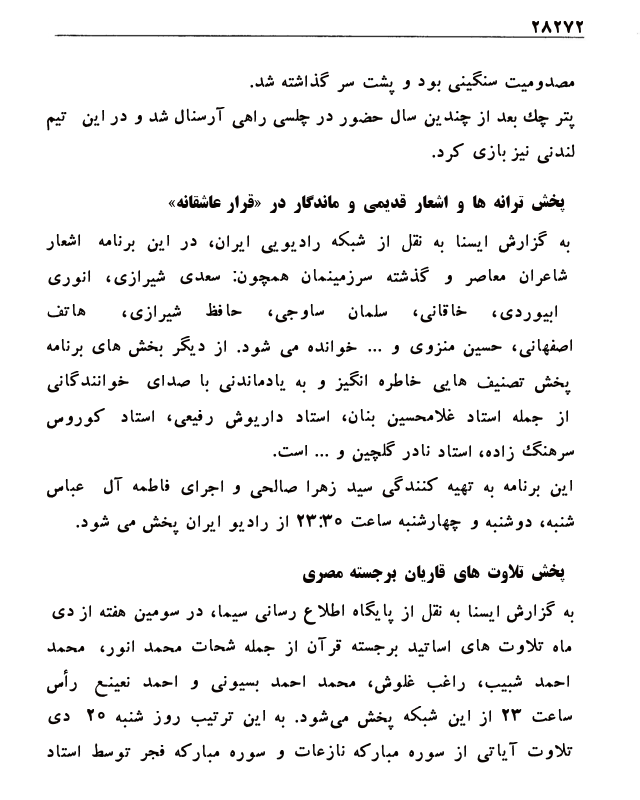 ۲۸۲۷۲
مصدومیت سنگینی بود و پشت سر گذاشته شد.
پتر چك بعد از چندین سال حضور در چلسی راهی آرسنال شد و در این تیم
لندنی نیز بازی کرد.
پخش ترانه ها و اشعار قدیمی و ماندگار در «قرار عاشقانه»
به گزارش ایسنا به نقل از شبکه رادیویی ایران، در این برنامه اشعار
شاعران معاصر و گذشته سرزمینمان همچون: سعدی شیرازی، انوری
ابیوردی، خاقانی، سلمان ساوجی، حافظ شیرازی، هاتف
اصفهانی، حسین منزوی و ... خوانده می شود. از دیگر بخش های برنامه
پخش تصنیف هایی خاطره انگیز و به یادماندنی با صدای خوانندگانی
از جمله استاد غلامحسین بنان، استاد داریوش رفیعی، استاد کوروس
سرهنگ زاده، استاد نادر گلچین و ... است.
این برنامه به تهیه کنندگی سید زهرا صالحی و اجرای فاطمه آل عباس
شنبه، دوشنبه و چهارشنبه ساعت ۲۳:۳۰ از رادیو ایران پخش می شود.
پخش تلاوت های قاریان برجسته مصری
به گزارش ایسنا به نقل از پایگاه اطلاع رسانی سیما، در سومین هفته از دی
ماه تلاوت های اساتید برجسته قرآن از جمله شحات محمد انور، محمد
احمد شبیب، راغب غلوش، محمد احمد بسیونی و احمد نعینع رأس
ساعت ۲۳ از این شبکه پخش می‌شود. به این ترتیب روز شنبه ۲۰ دی
تلاوت آیاتی از سوره مبارکه نازعات و سوره مبارکه فجر توسط استاد